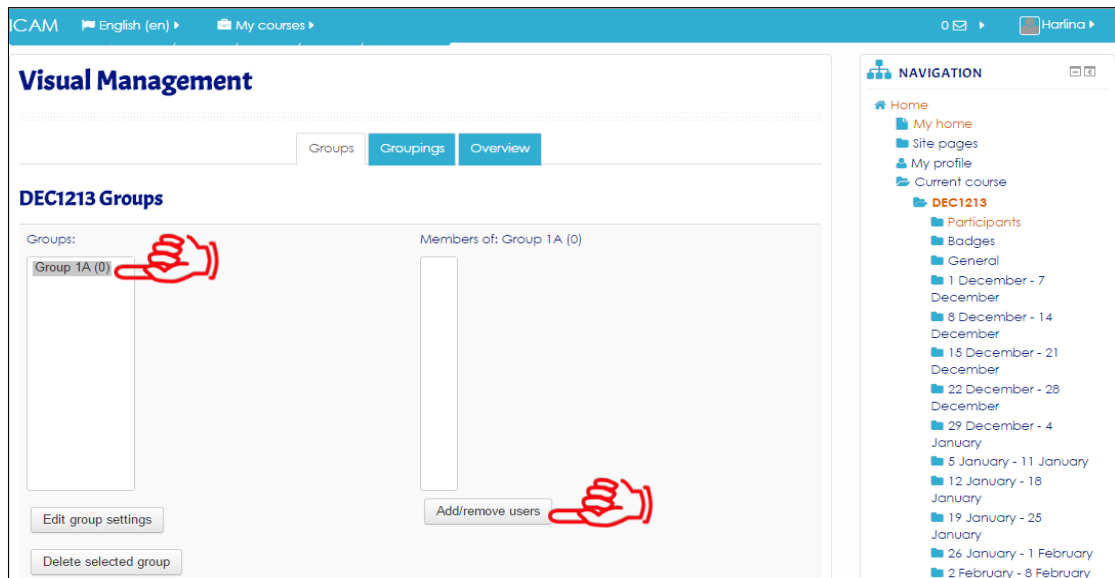 ICAM English (en) My courses 0 Harlina
Visual Management
Groups Groupings Overview
DEC1213 Groups
Groups:
Group 1A (0)
Edit group settings
Delete selected group
Members of: Group 1A (0)
Add/remove users
NAVIGATION
Home
My home
Site pages
My profile
Current course
DEC1213
Participants
Badges
General
1 December - 7
December
8 December - 14
December
15 December - 21
December
22 December - 28
December
29 December - 4
January
5 January - 11 January
12 January - 18
January
19 January - 25
January
26 January - 1 February
2 February - 8 February